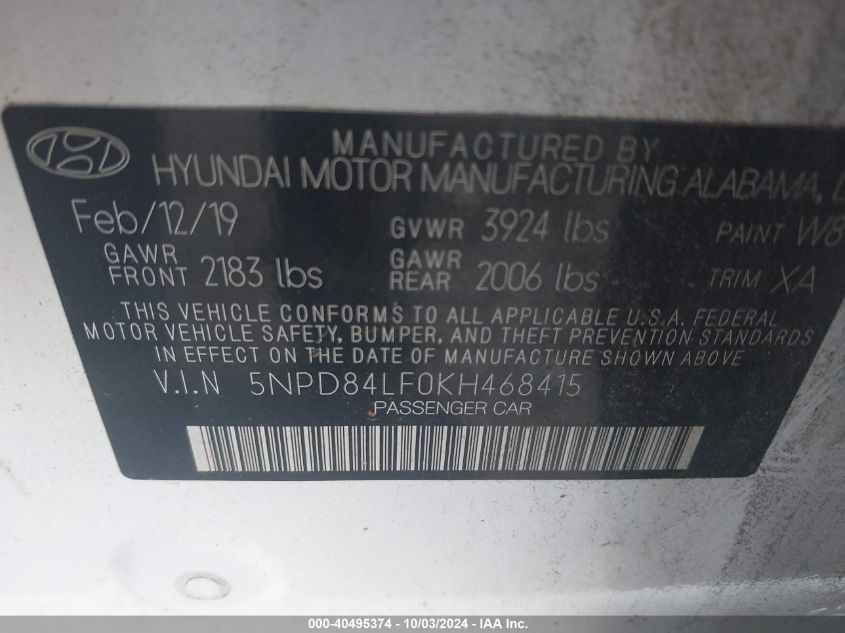 MANUFACTURED BY
HYUNDAI MOTOR MANUFACTURING ALABAMA,
Feb/12/19 GVWR 3924 lbs PAINT W8
GAWR FRONT 2183 lbs GAWR REAR 2006 lbs TRIM XA
THIS VEHICLE CONFORMS TO ALL APPLICABLE U.S.A. FEDERAL
MOTOR VEHICLE SAFETY, BUMPER, AND THEFT PREVENTION STANDARDS
IN EFFECT ON THE DATE OF MANUFACTURE SHOWN ABOVE
V.I.N 5NPD84LF0KH468415
PASSENGER CAR
000-40495374 - 10/03/2024 - IAA Inc.